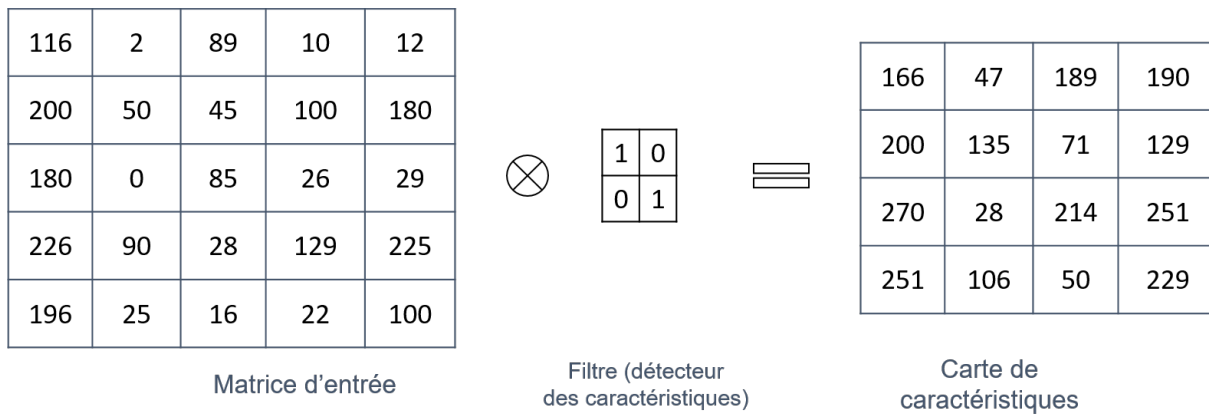 116 2 89 10 12
200 50 45 100 180
180 0 85 26 29
226 90 28 129 225
196 25 16 22 100
Matrice d’entrée
1 0
0 1
Filtre (détecteur
des caractéristiques)
166 47 189 190
200 135 71 129
270 28 214 251
251 106 50 229
Carte de
caractéristiques